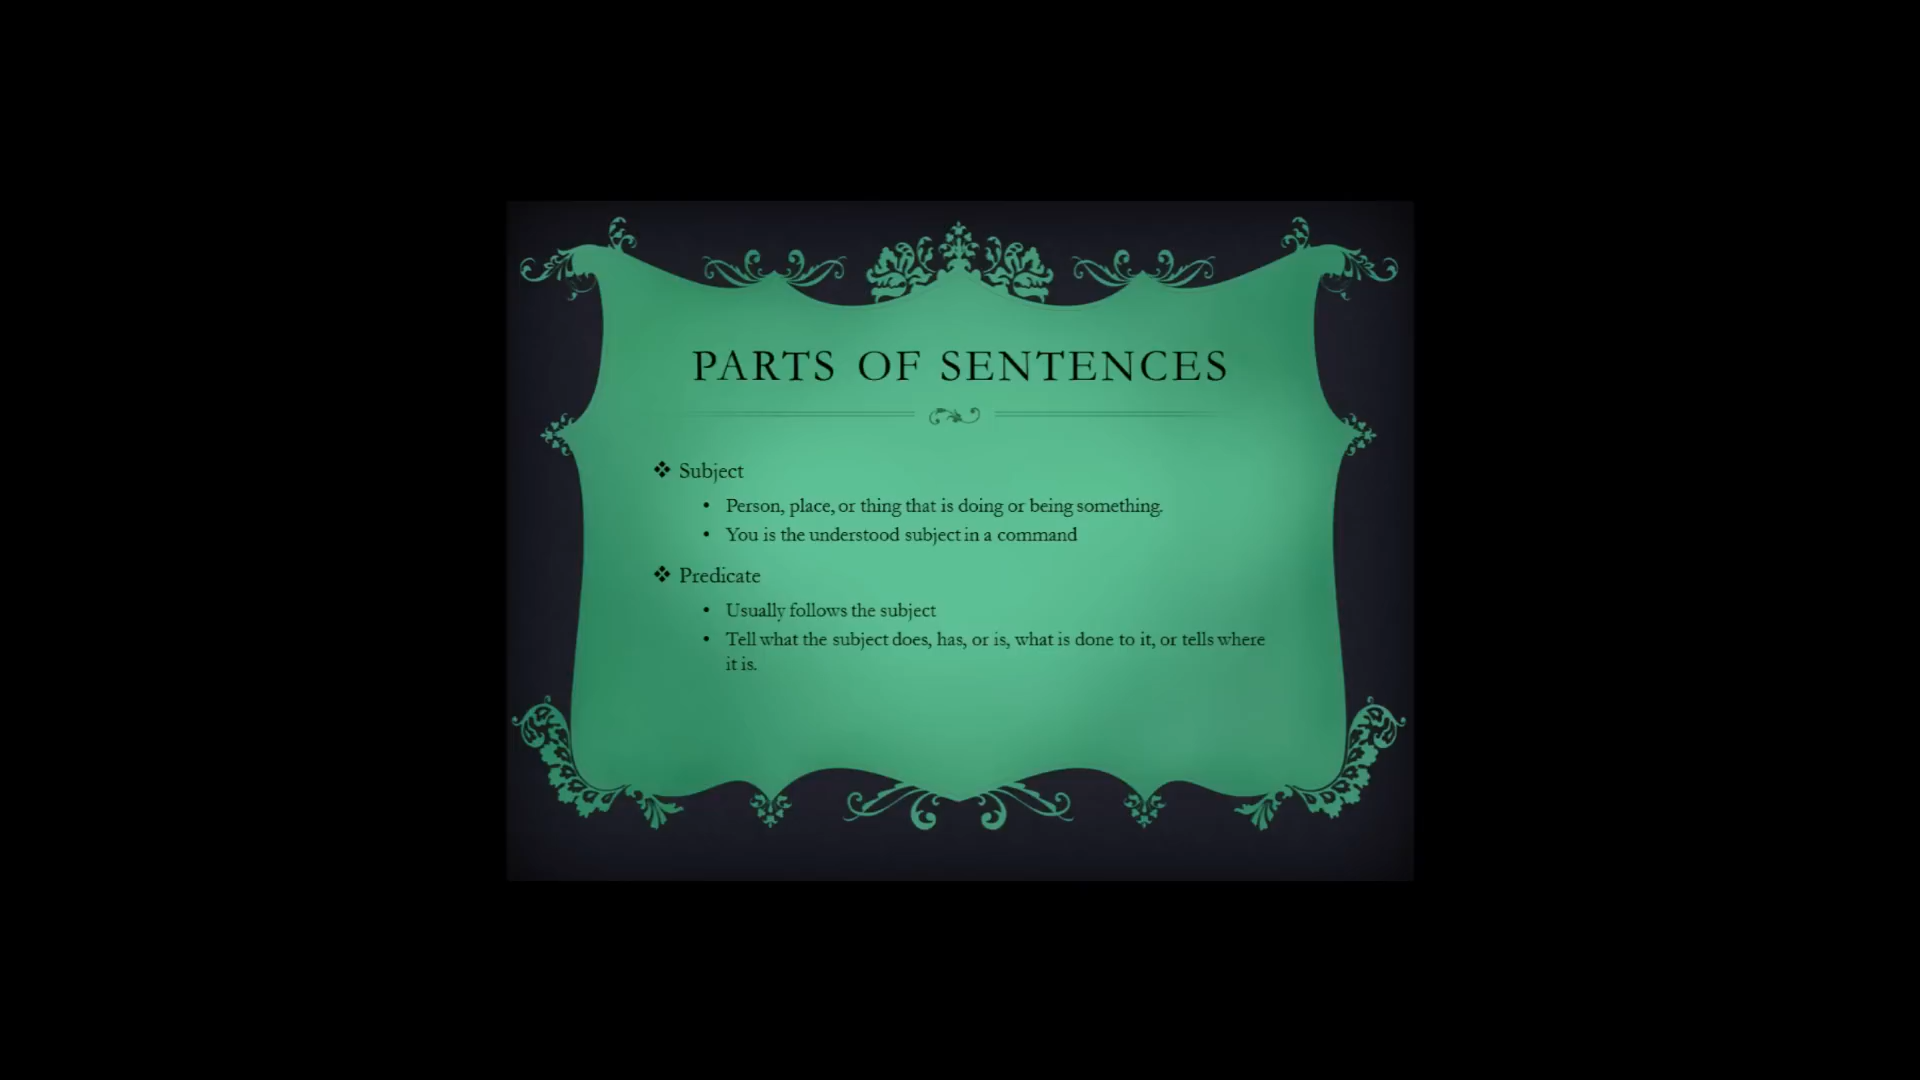 PARTS OF SENTENCES
Subject
Person, place, or thing that is doing or being something.
You is the understood subject in a command
Predicate
Usually follows the subject
Tell what the subject does, has, or is, what is done to it, or tells where
it is.